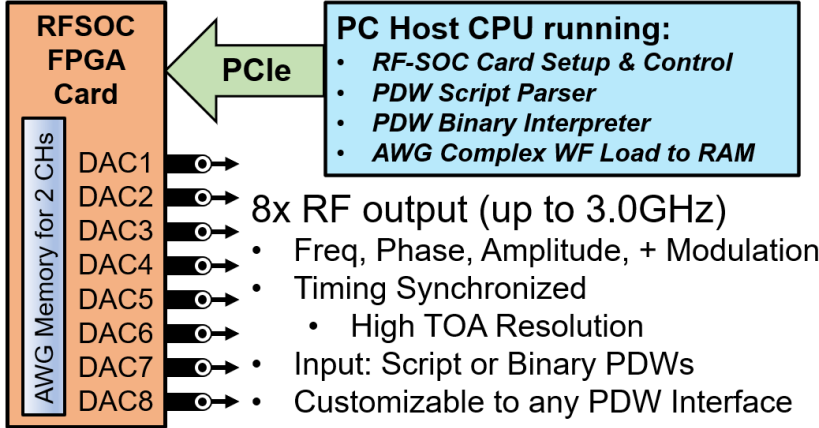 RFSOC
FPGA
Card
AWG Memory for 2 CHs
DAC1
DAC2
DAC3
DAC4
DAC5
DAC6
DAC7
DAC8
PCIe
PC Host CPU running:
• RF-SOC Card Setup & Control
• PDW Script Parser
• PDW Binary Interpreter
• AWG Complex WF Load to RAM
8x RF output (up to 3.0GHz)
• Freq, Phase, Amplitude, + Modulation
• Timing Synchronized
• High TOA Resolution
• Input: Script or Binary PDWs
• Customizable to any PDW Interface